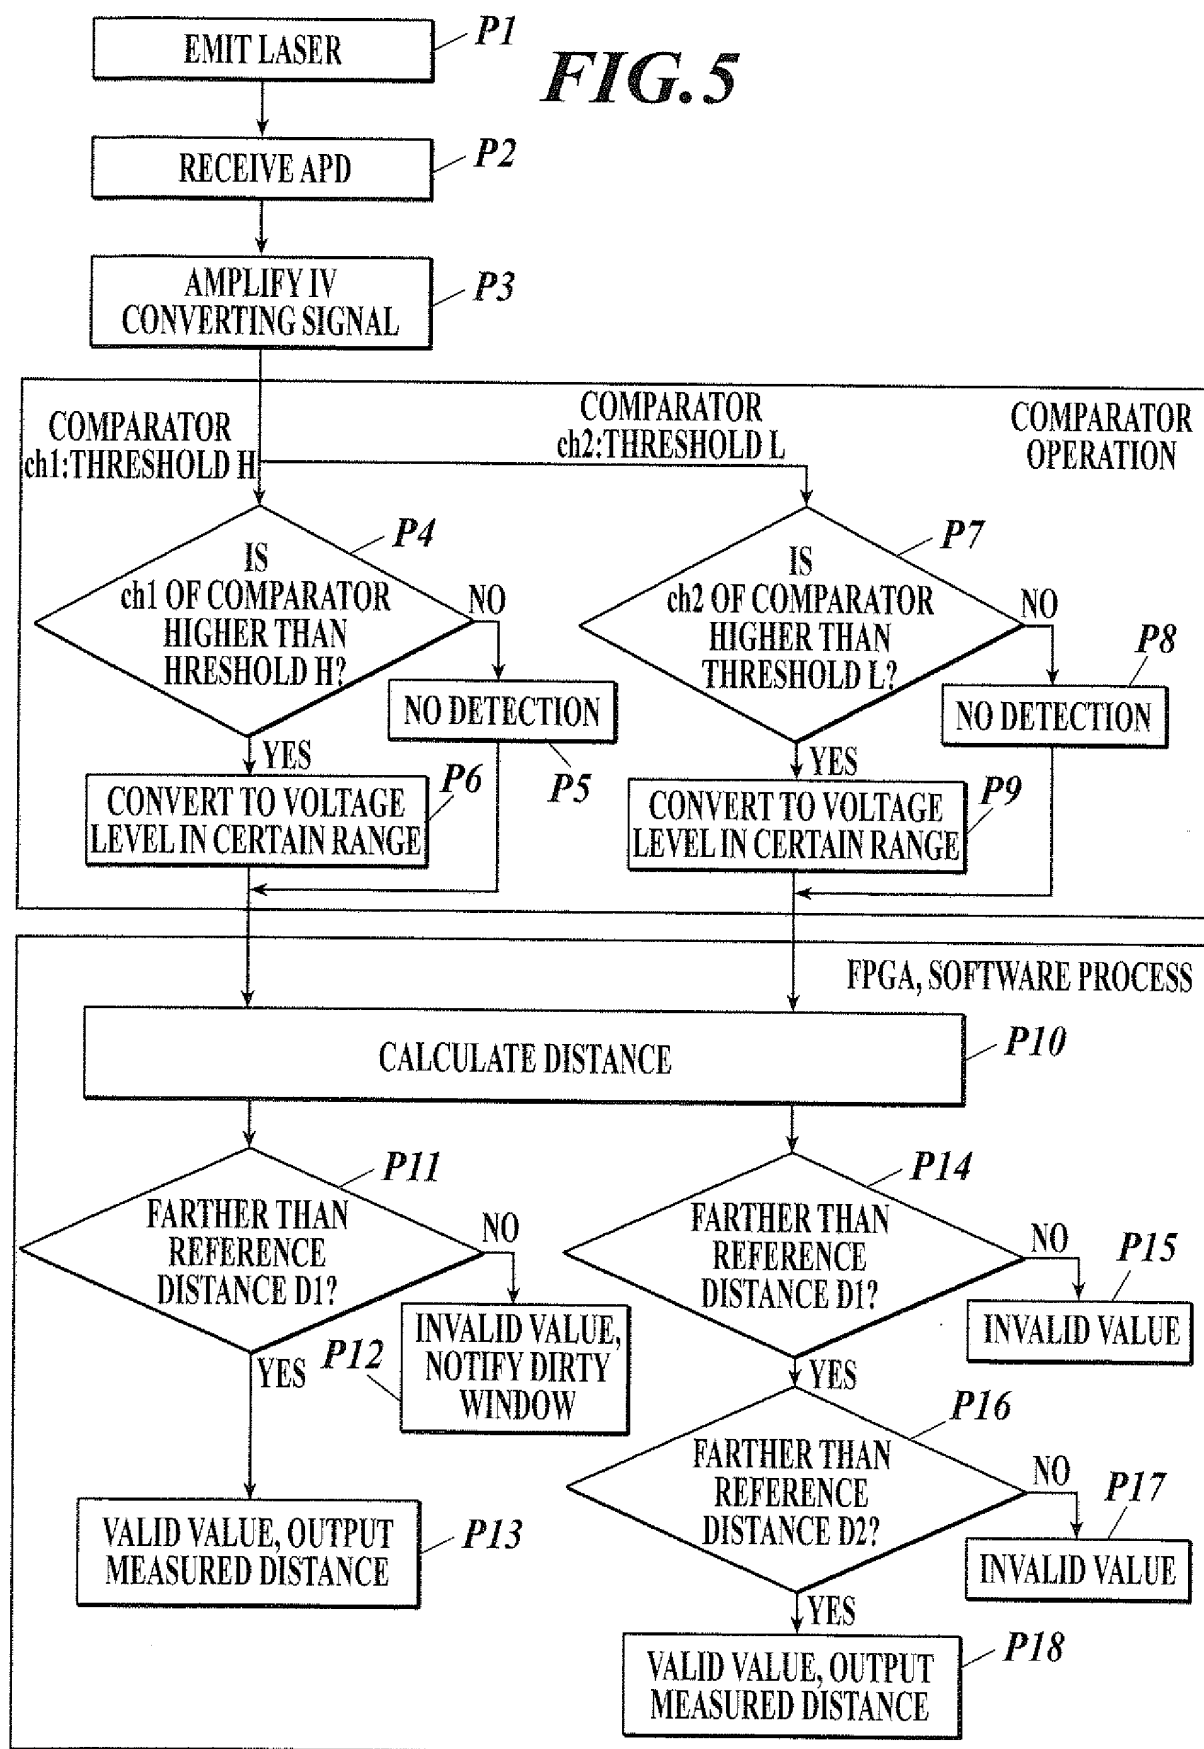 EMIT LASER
P1
FIG.5
RECEIVE APD
P2
AMPLIFY IV
CONVERTING SIGNAL
P3
COMPARATOR
ch1:THRESHOLD H
COMPARATOR
ch2:THRESHOLD L
COMPARATOR
OPERATION
P4
IS
ch1 OF COMPARATOR
HIGHER THAN
HRESHOLD H?
NO
P7
IS
ch2 OF COMPARATOR
HIGHER THAN
THRESHOLD L?
NO
NO DETECTION
P5
P8
NO DETECTION
YES
CONVERT TO VOLTAGE
LEVEL IN CERTAIN RANGE
P6
YES
CONVERT TO VOLTAGE
LEVEL IN CERTAIN RANGE
P9
FPGA, SOFTWARE PROCESS
CALCULATE DISTANCE
P10
P11
FARTHER THAN
REFERENCE
DISTANCE D1?
NO
P14
FARTHER THAN
REFERENCE
DISTANCE D1?
NO
P15
INVALID VALUE
YES
P12
INVALID VALUE,
NOTIFY DIRTY
WINDOW
YES
P16
FARTHER THAN
REFERENCE
DISTANCE D2?
NO
P17
INVALID VALUE
VALID VALUE, OUTPUT
MEASURED DISTANCE
P13
YES
VALID VALUE, OUTPUT
MEASURED DISTANCE
P18